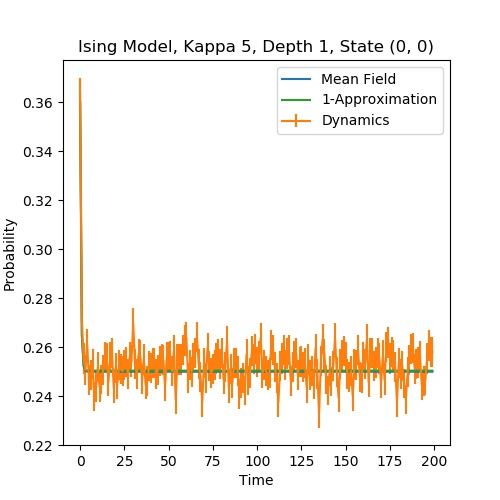 Ising Model, Kappa 5, Depth 1, State (0, 0)
Mean Field
1-Approximation
Dynamics
Probability
0.36
0.34
0.32
0.30
0.28
0.26
0.24
0.22
0 25 50 75 100 125 150 175 200
Time